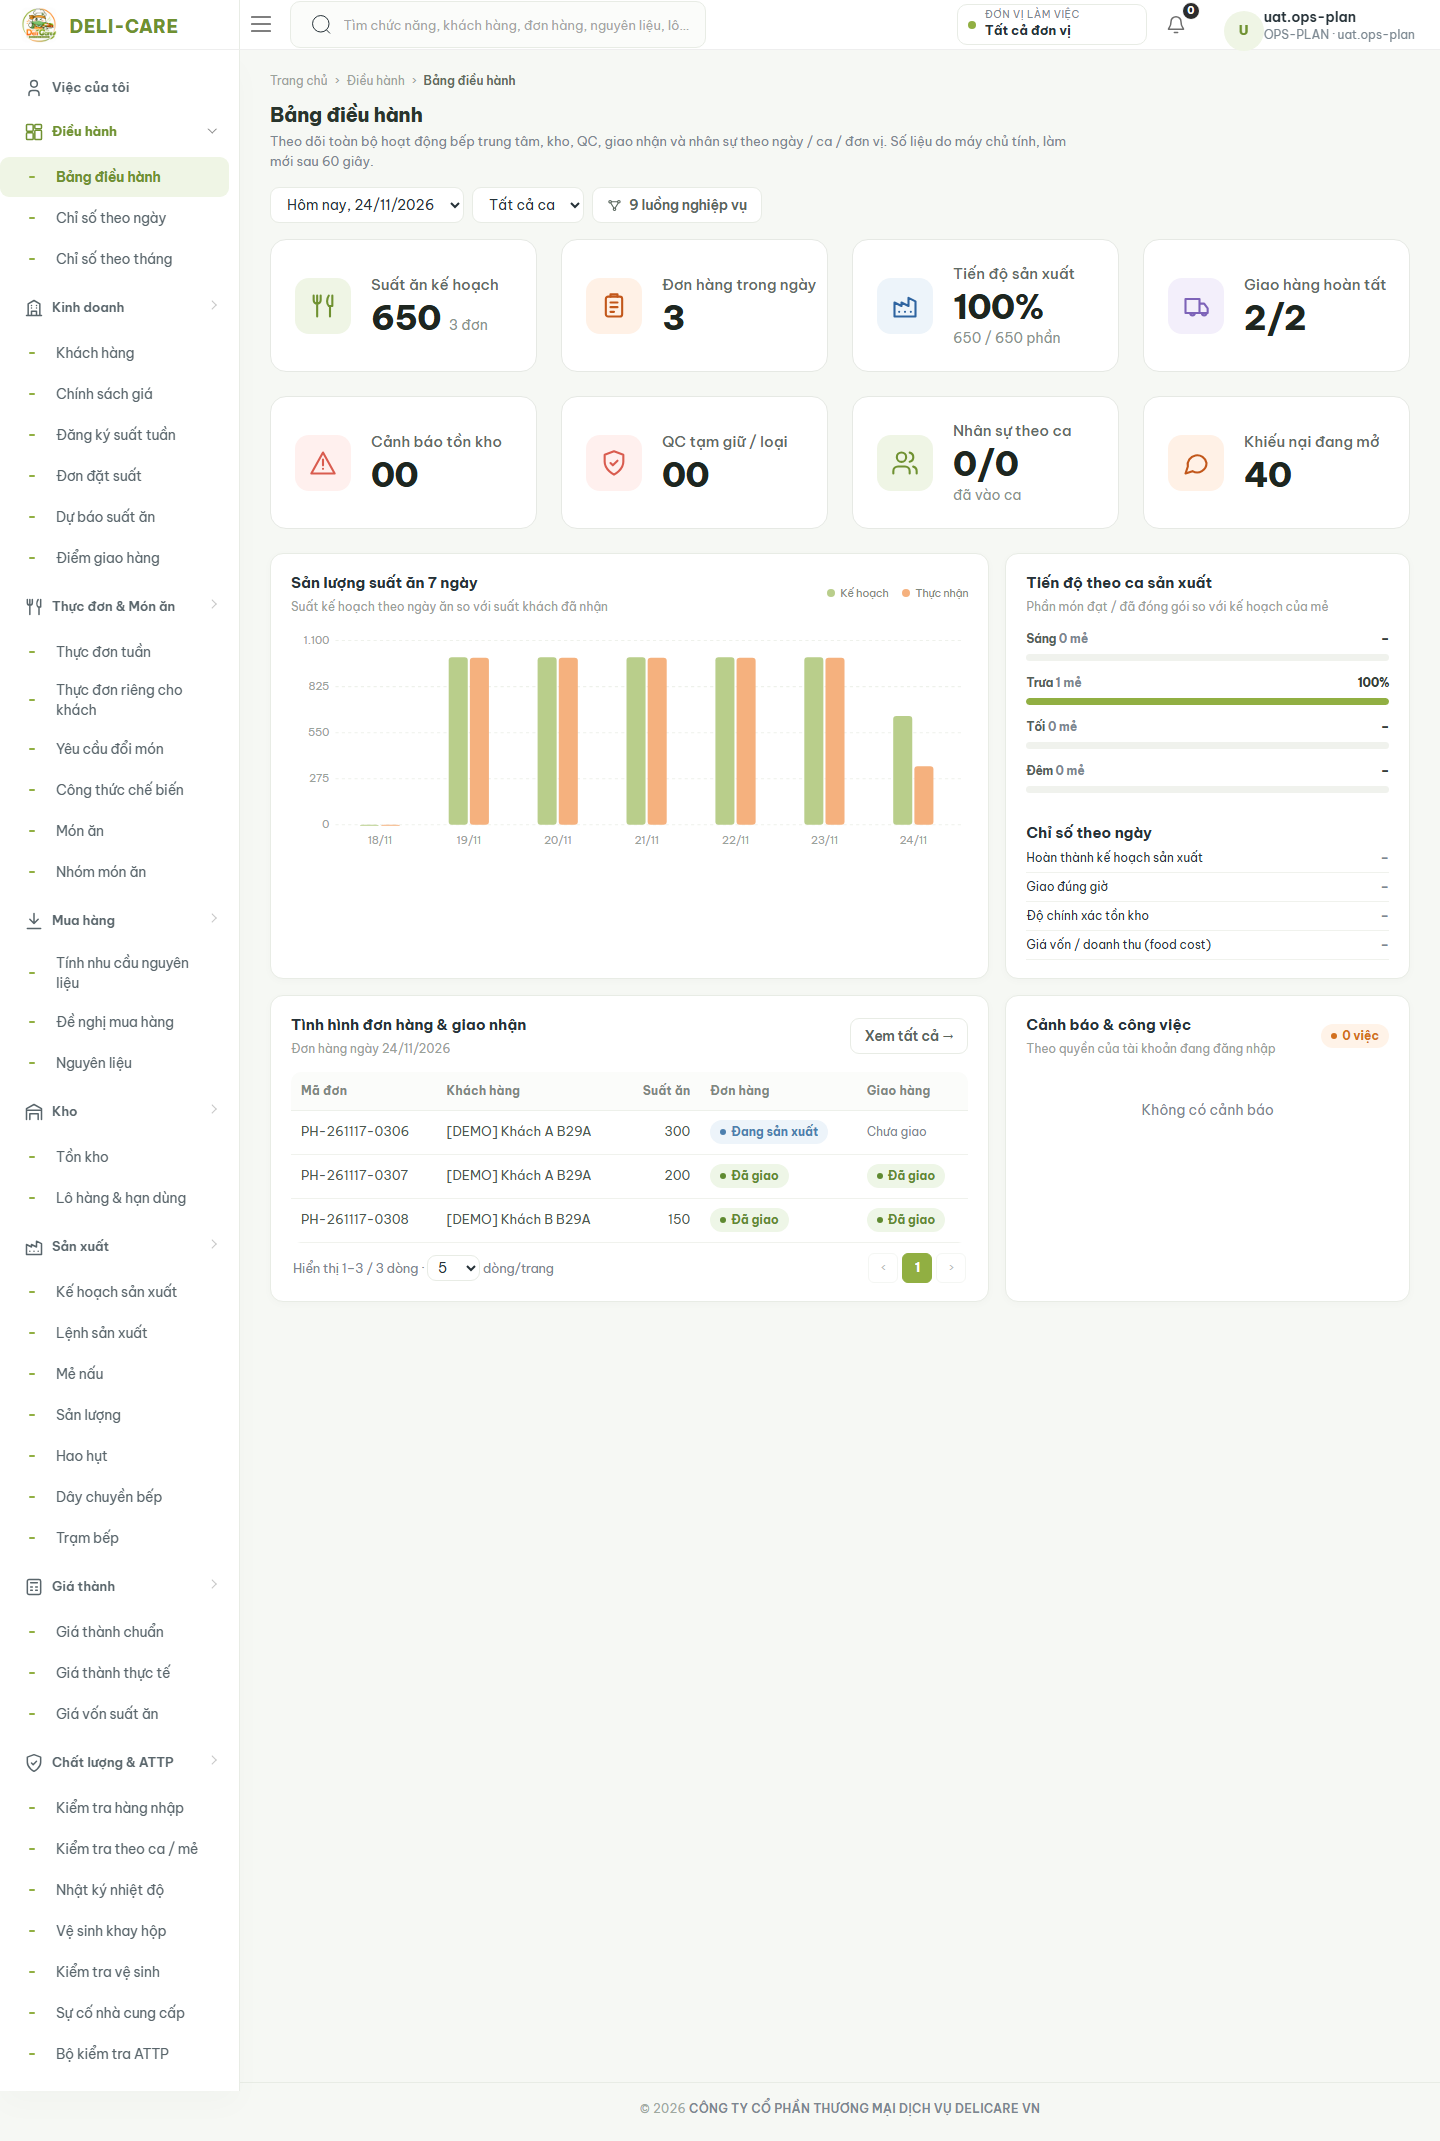 DELI-CARE
Tìm chức năng, khách hàng, đơn hàng, nguyên liệu, lô...
ĐƠN VỊ LÀM VIỆC
Tất cả đơn vị
0
U
uat.ops-plan
OPS-PLAN · uat.ops-plan
Việc của tôi
Điều hành
Bảng điều hành
Chỉ số theo ngày
Chỉ số theo tháng
Kinh doanh
Khách hàng
Chính sách giá
Đăng ký suất tuần
Đơn đặt suất
Dự báo suất ăn
Điểm giao hàng
Thực đơn & Món ăn
Thực đơn tuần
Thực đơn riêng cho
khách
Yêu cầu đổi món
Công thức chế biến
Món ăn
Nhóm món ăn
Mua hàng
Tính nhu cầu nguyên
liệu
Đề nghị mua hàng
Nguyên liệu
Kho
Tồn kho
Lô hàng & hạn dùng
Sản xuất
Kế hoạch sản xuất
Lệnh sản xuất
Mẻ nấu
Sản lượng
Hao hụt
Dây chuyền bếp
Trạm bếp
Giá thành
Giá thành chuẩn
Giá thành thực tế
Giá vốn suất ăn
Chất lượng & ATTP
Kiểm tra hàng nhập
Kiểm tra theo ca / mẻ
Nhật ký nhiệt độ
Vệ sinh khay hộp
Kiểm tra vệ sinh
Sự cố nhà cung cấp
Bộ kiểm tra ATTP
Trang chủ › Điều hành › Bảng điều hành
Bảng điều hành
Theo dõi toàn bộ hoạt động bếp trung tâm, kho, QC, giao nhận và nhân sự theo ngày / ca / đơn vị. Số liệu do máy chủ tính, làm
mới sau 60 giây.
Hôm nay, 24/11/2026
Tất cả ca
9 luồng nghiệp vụ
Suất ăn kế hoạch
650 3 đơn
Đơn hàng trong ngày
3
Tiến độ sản xuất
100%
650 / 650 phần
Giao hàng hoàn tất
2/2
Cảnh báo tồn kho
00
QC tạm giữ / loại
00
Nhân sự theo ca
0/0
đã vào ca
Khiếu nại đang mở
40
Sản lượng suất ăn 7 ngày
Suất kế hoạch theo ngày ăn so với suất khách đã nhận
Kế hoạch
Thực nhận
1.100
825
550
275
0
18/11 19/11 20/11 21/11 22/11 23/11 24/11
Tiến độ theo ca sản xuất
Phần món đạt / đã đóng gói so với kế hoạch của mẻ
Sáng 0 mẻ –
Trưa 1 mẻ 100%
Tối 0 mẻ –
Đêm 0 mẻ –
Chỉ số theo ngày
Hoàn thành kế hoạch sản xuất –
Giao đúng giờ –
Độ chính xác tồn kho –
Giá vốn / doanh thu (food cost) –
Tình hình đơn hàng & giao nhận
Đơn hàng ngày 24/11/2026
Xem tất cả →
Mã đơn Khách hàng Suất ăn Đơn hàng Giao hàng
PH-261117-0306 [DEMO] Khách A B29A 300 Đang sản xuất Chưa giao
PH-261117-0307 [DEMO] Khách A B29A 200 Đã giao Đã giao
PH-261117-0308 [DEMO] Khách B B29A 150 Đã giao Đã giao
Hiển thị 1–3 / 3 dòng · 5 dòng/trang
‹ 1 ›
Cảnh báo & công việc
Theo quyền của tài khoản đang đăng nhập
0 việc
Không có cảnh báo
© 2026 CÔNG TY CỔ PHẦN THƯƠNG MẠI DỊCH VỤ DELICARE VN